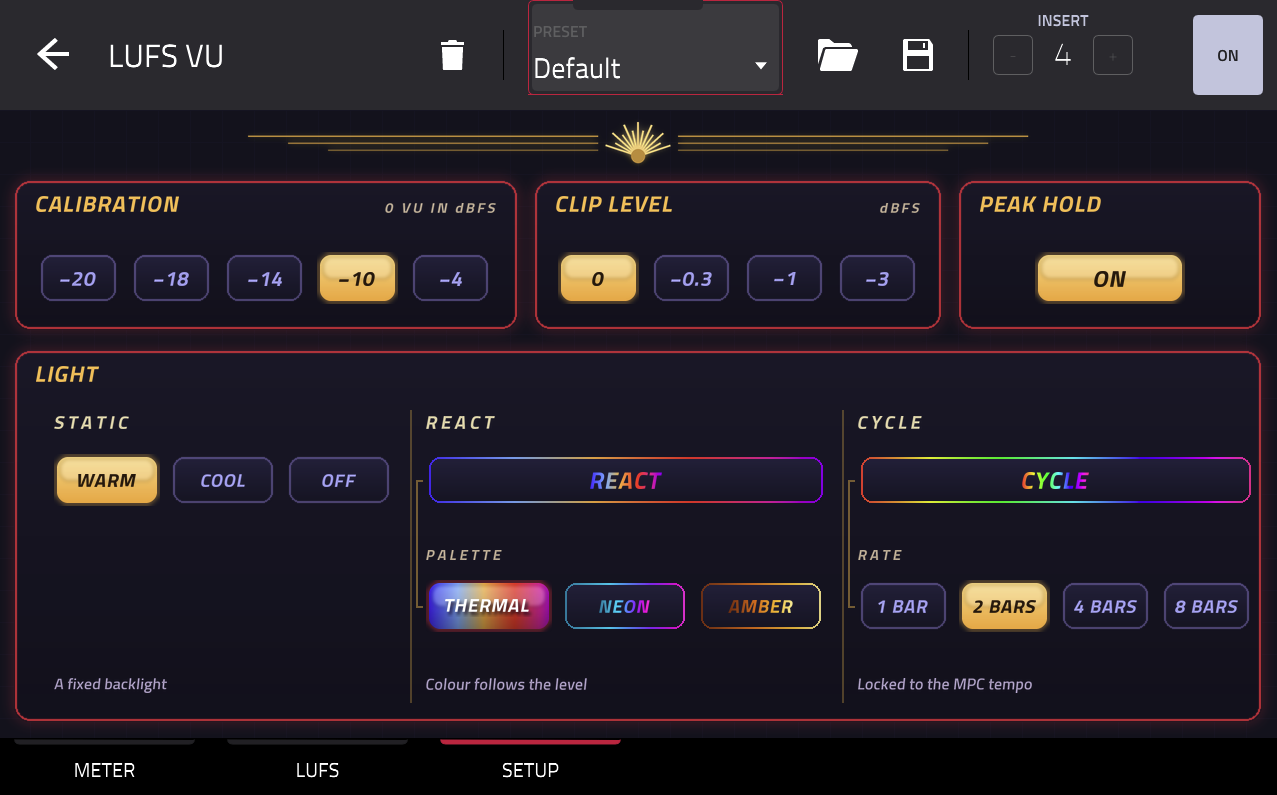 LUFS VU
PRESET
Default
INSERT
-
4
+
ON
CALIBRATION
0 VU IN dBFS
−20
−18
−14
−10
−4
CLIP LEVEL
dBFS
0
−0.3
−1
−3
PEAK HOLD
ON
LIGHT
STATIC
WARM
COOL
OFF
A fixed backlight
REACT
REACT
PALETTE
THERMAL
NEON
AMBER
Colour follows the level
CYCLE
CYCLE
RATE
1 BAR
2 BARS
4 BARS
8 BARS
Locked to the MPC tempo
METER
LUFS
SETUP